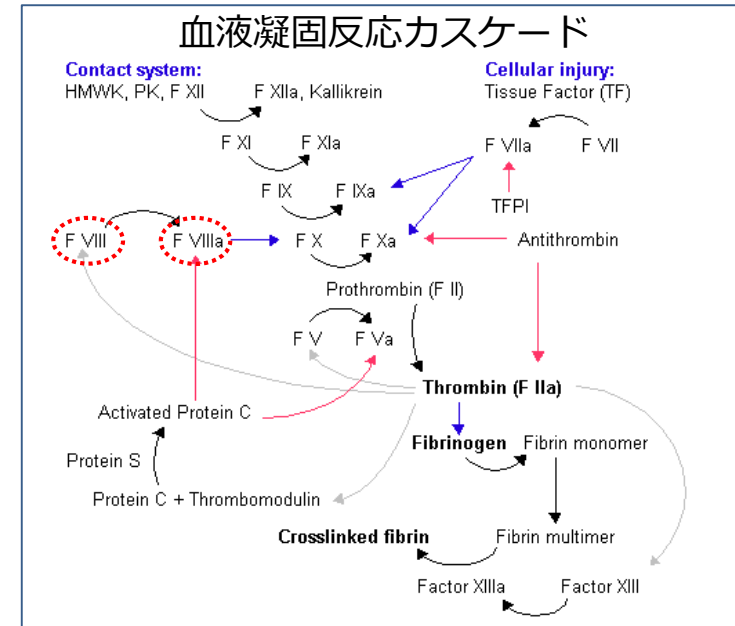 血液凝固反応カスケード
Contact system:
HMWK, PK, F XII
F XIIa, Kallikrein
Cellular injury:
Tissue Factor (TF)
F XI
F XIa
F VIIa
F VII
F IX
F IXa
TFPI
F VIII
F VIIIa
F X
F Xa
Antithrombin
Prothrombin (F II)
F V
F Va
Thrombin (F IIa)
Activated Protein C
Fibrinogen
Fibrin monomer
Protein S
Protein C + Thrombomodulin
Crosslinked fibrin
Fibrin multimer
Factor XIIIa
Factor XIII